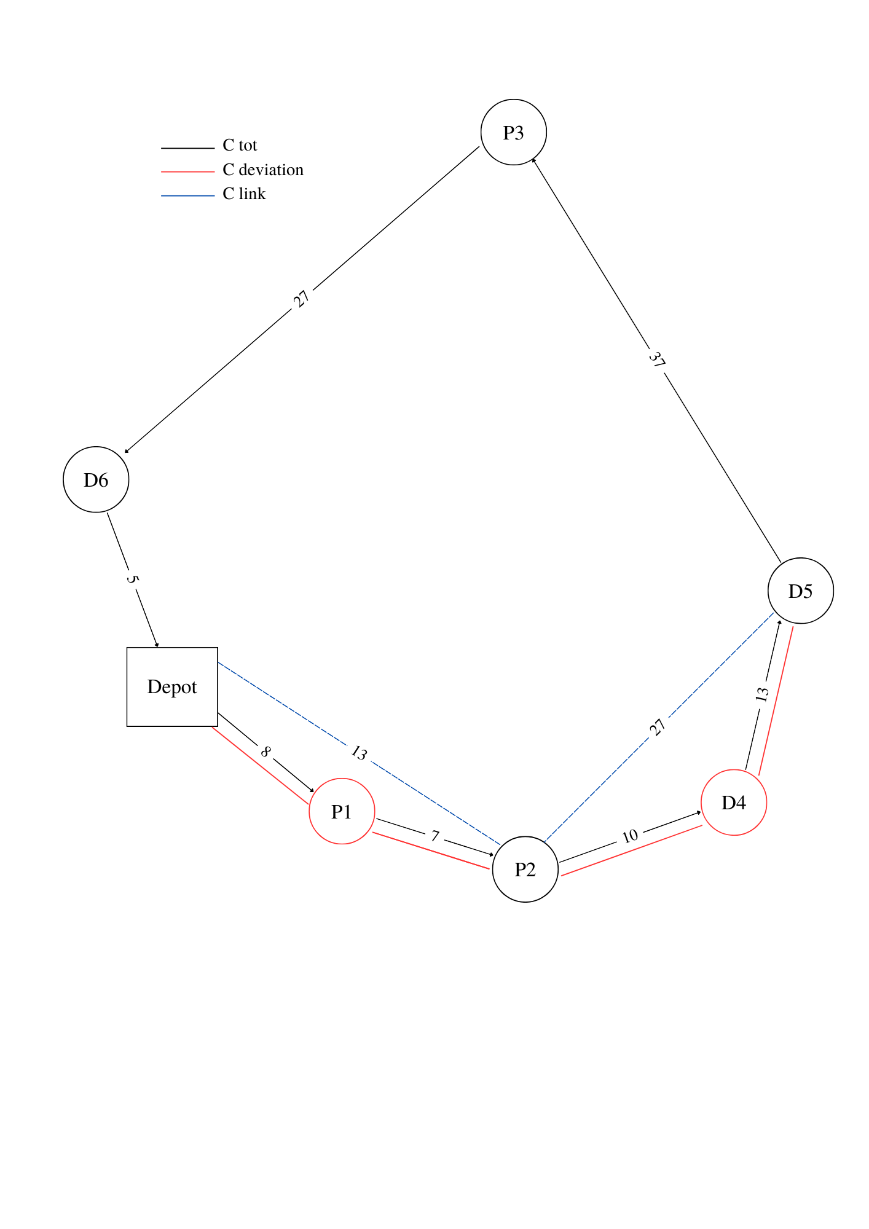 P3
C tot
C deviation
C link
27
37
D6
5
D5
Depot
13
27
13
8
D4
P1
7
10
P2